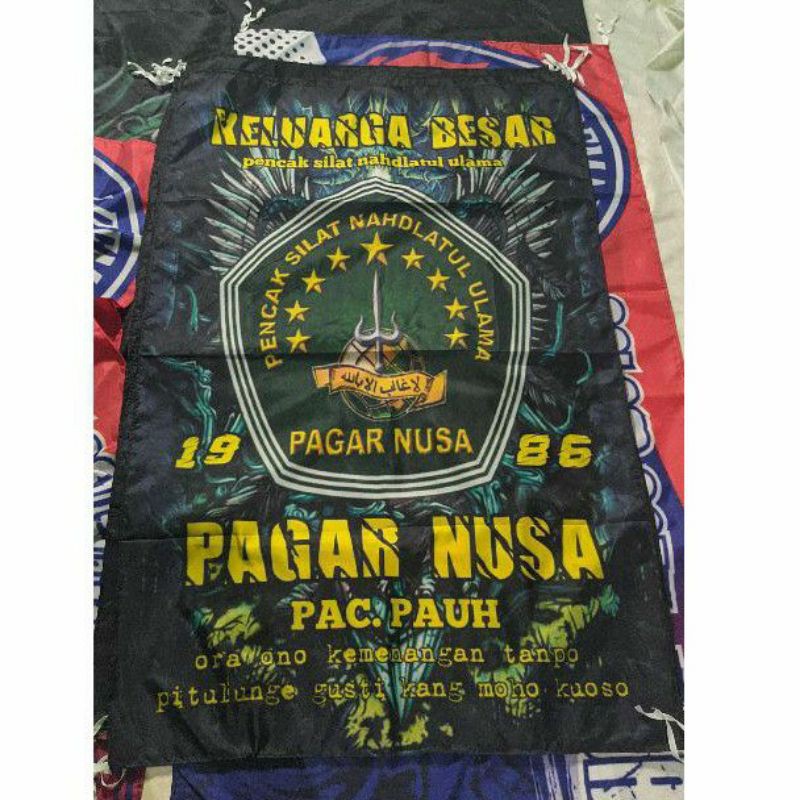 KELUARGA BESAR
pencak silat nahdlatul ulama
PENCAK SILAT NAHDLATUL ULAMA
لا غالب الا بالله
PAGAR NUSA
19 86
PAGAR NUSA
PAC. PAUH
ora ono kemenangan tanpo
pitulunge gusti kang moho kuoso